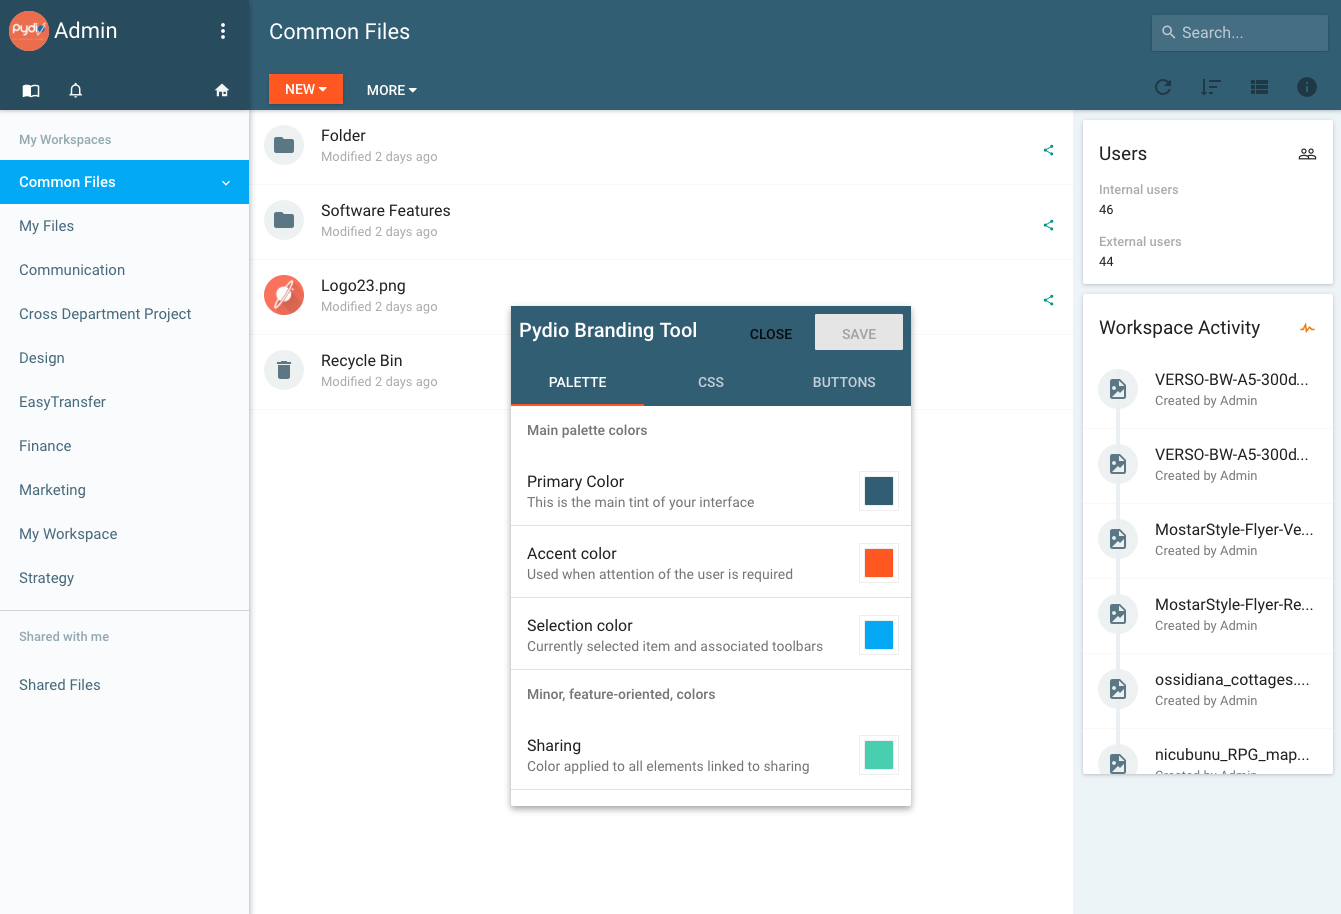 pydio
Admin
My Workspaces
Common Files
My Files
Communication
Cross Department Project
Design
EasyTransfer
Finance
Marketing
My Workspace
Strategy
Shared with me
Shared Files
Common Files
Search...
NEW
MORE
Folder
Modified 2 days ago
Software Features
Modified 2 days ago
Logo23.png
Modified 2 days ago
Recycle Bin
Modified 2 days ago
Pydio Branding Tool
CLOSE
SAVE
PALETTE
CSS
BUTTONS
Main palette colors
Primary Color
This is the main tint of your interface
Accent color
Used when attention of the user is required
Selection color
Currently selected item and associated toolbars
Minor, feature-oriented, colors
Sharing
Color applied to all elements linked to sharing
Users
Internal users
46
External users
44
Workspace Activity
VERSO-BW-A5-300d...
Created by Admin
VERSO-BW-A5-300d...
Created by Admin
MostarStyle-Flyer-Ve...
Created by Admin
MostarStyle-Flyer-Re...
Created by Admin
ossidiana_cottages....
Created by Admin
nicubunu_RPG_map...
Created by Admin